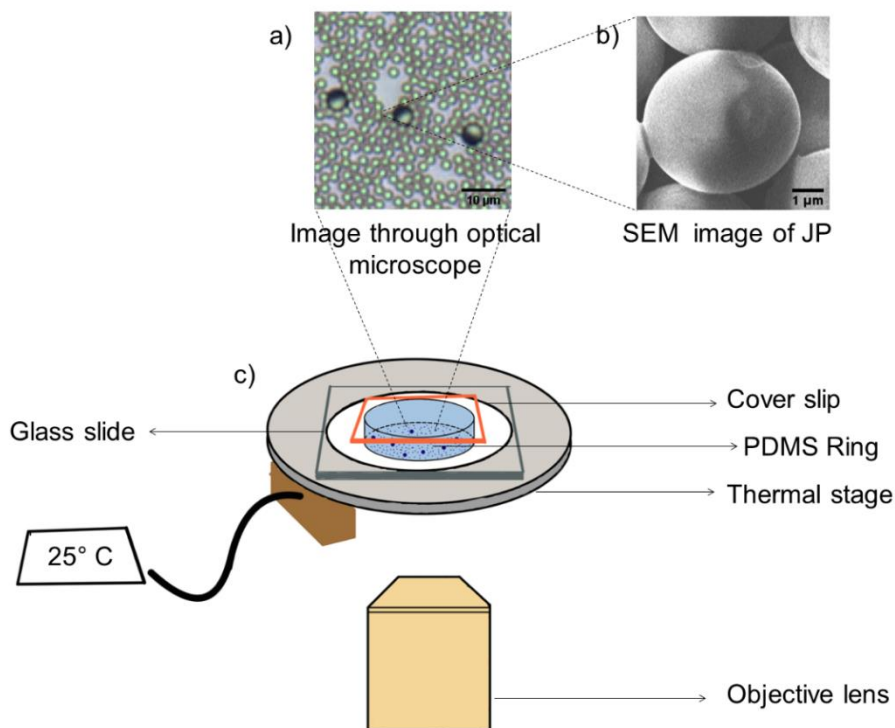 a)
b)
10 µm
1 µm
Image through optical
microscope
SEM image of JP
c)
Cover slip
Glass slide
PDMS Ring
Thermal stage
25° C
Objective lens